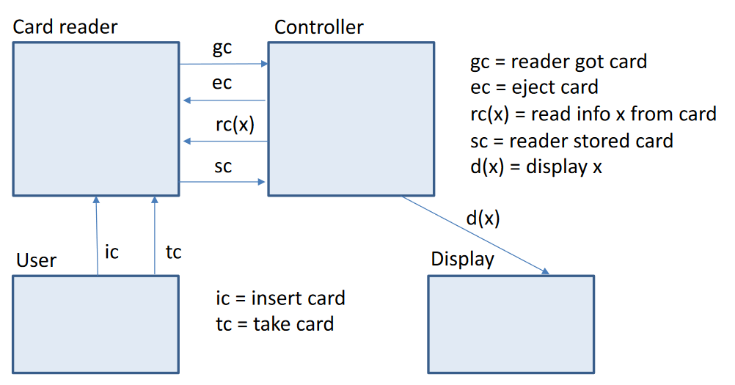 Card reader
Controller
gc
ec
rc(x)
sc
gc = reader got card
ec = eject card
rc(x) = read info x from card
sc = reader stored card
d(x) = display x
d(x)
User
ic
tc
Display
ic = insert card
tc = take card